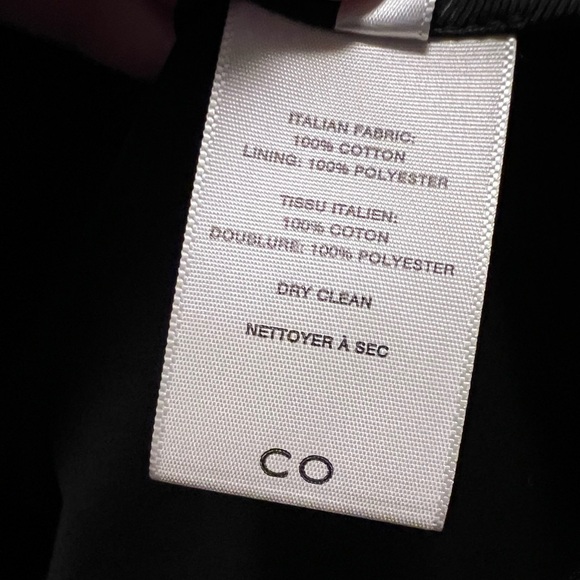 ITALIAN FABRIC:
100% COTTON
LINING: 100% POLYESTER
TISSU ITALIEN:
100% COTON
DOUBLURE: 100% POLYESTER
DRY CLEAN
NETTOYER À SEC
CO